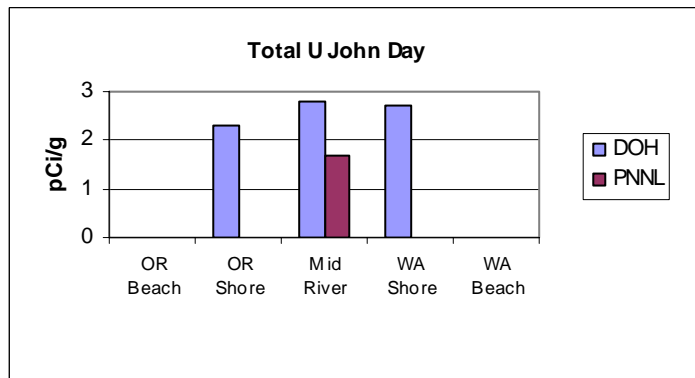 Total U John Day
pCi/g
3
2
1
0
OR Beach
OR Shore
Mid River
WA Shore
WA Beach
DOH
PNNL